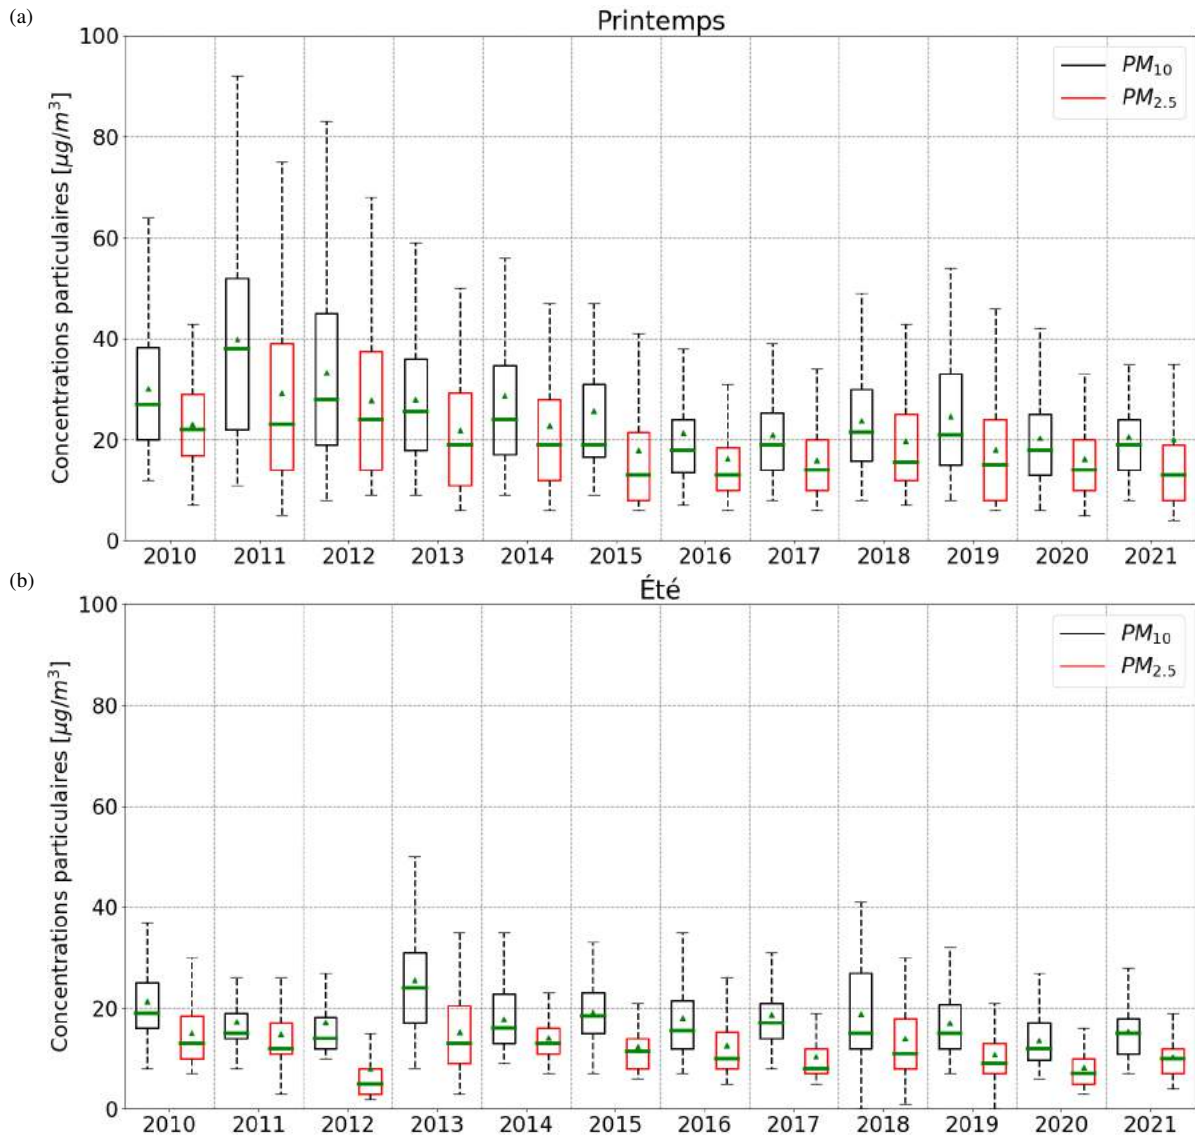 (a)
Printemps
100
80
60
40
20
0
Concentrations particulaires [µg/m³]
PM₁₀
PM₂.₅
2010 2011 2012 2013 2014 2015 2016 2017 2018 2019 2020 2021
(b)
Été
100
80
60
40
20
0
Concentrations particulaires [µg/m³]
PM₁₀
PM₂.₅
2010 2011 2012 2013 2014 2015 2016 2017 2018 2019 2020 2021